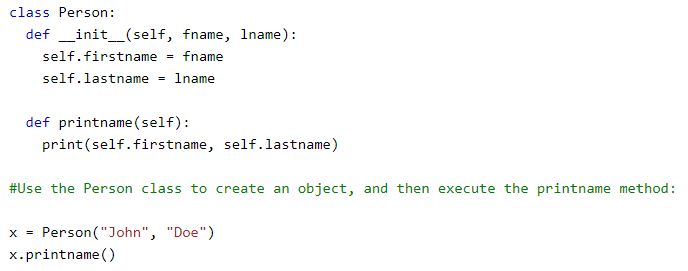 class Person:
  def __init__(self, fname, lname):
    self.firstname = fname
    self.lastname = lname

  def printname(self):
    print(self.firstname, self.lastname)

#Use the Person class to create an object, and then execute the printname method:

x = Person("John", "Doe")
x.printname()